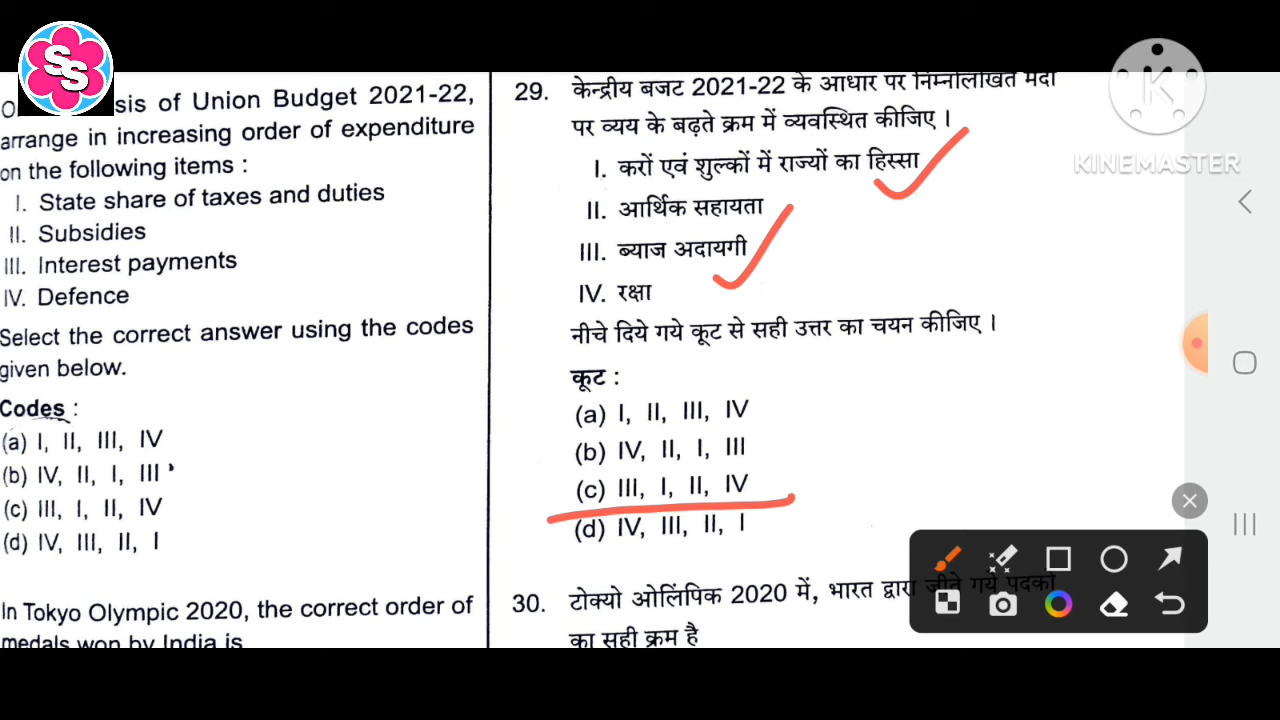 SS
KINEMASTER
sis of Union Budget 2021-22,
arrange in increasing order of expenditure
on the following items :
I. State share of taxes and duties
II. Subsidies
III. Interest payments
IV. Defence
Select the correct answer using the codes
given below.
Codes :
(a) I, II, III, IV
(b) IV, II, I, III
(c) III, I, II, IV
(d) IV, III, II, I
In Tokyo Olympic 2020, the correct order of
medals won by India is
29. केन्द्रीय बजट 2021-22 के आधार पर निम्नलिखित मदों
पर व्यय के बढ़ते क्रम में व्यवस्थित कीजिए ।
I. करों एवं शुल्कों में राज्यों का हिस्सा
II. आर्थिक सहायता
III. ब्याज अदायगी
IV. रक्षा
नीचे दिये गये कूट से सही उत्तर का चयन कीजिए ।
कूट :
(a) I, II, III, IV
(b) IV, II, I, III
(c) III, I, II, IV
(d) IV, III, II, I
30. टोक्यो ओलिंपिक 2020 में, भारत द्वारा जीते गये पदकों
का सही क्रम है